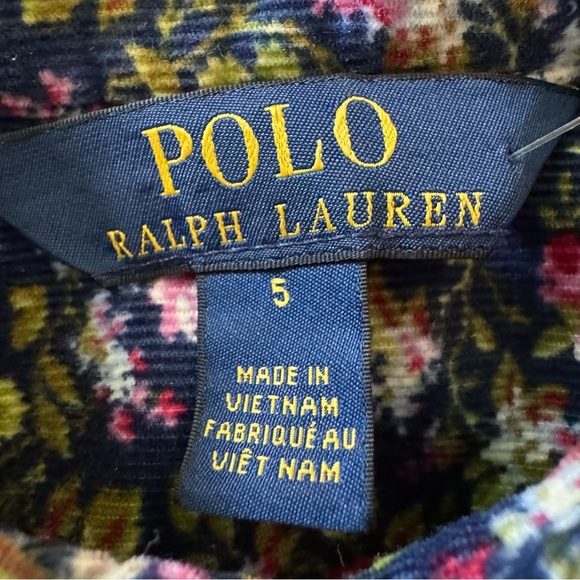 POLO
RALPH LAUREN
5
MADE IN
VIETNAM
FABRIQUÉ AU
VIÊT NAM